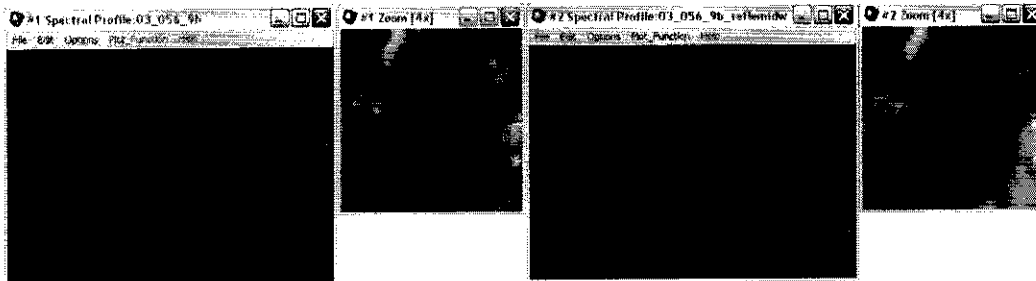 #1 Spectral Profile:03_056_9b
File Edit Options Plot_Function Help
#1 Zoom [4x]
#2 Spectral Profile:03_056_9b_reflemidw
File Edit Options Plot_Function Help
#2 Zoom [4x]